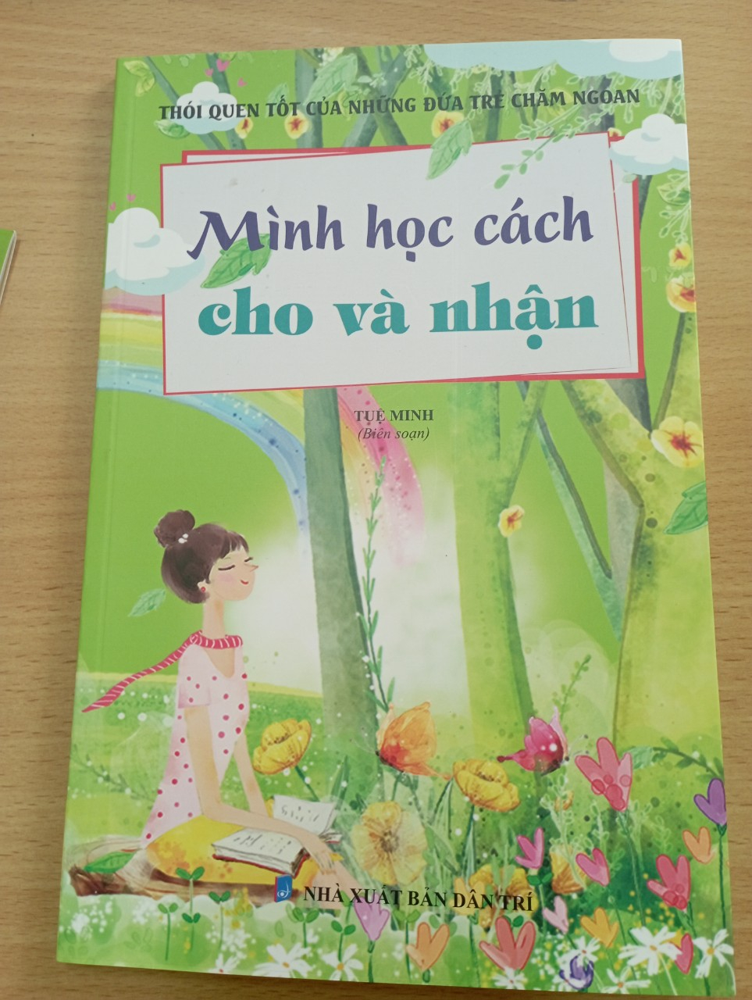 THÓI QUEN TỐT CỦA NHỮNG ĐỨA TRẺ CHĂM NGOAN
Mình học cách
cho và nhận
TUỆ MINH
(Biên soạn)
NHÀ XUẤT BẢN DÂN TRÍ